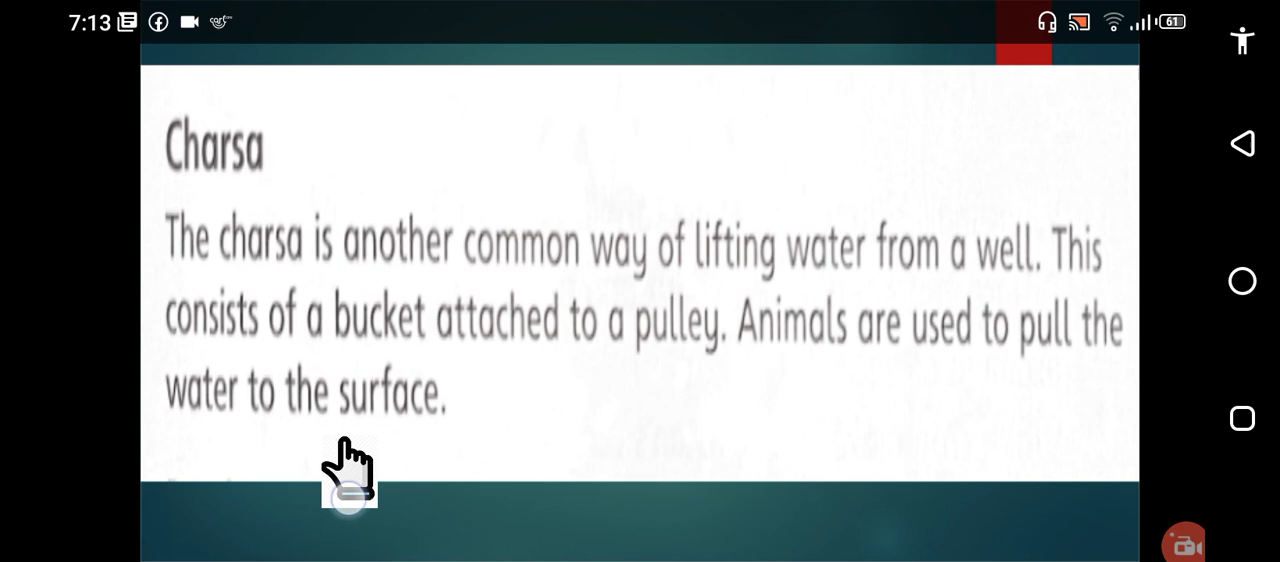 7:13
61
Charsa
The charsa is another common way of lifting water from a well. This
consists of a bucket attached to a pulley. Animals are used to pull the
water to the surface.